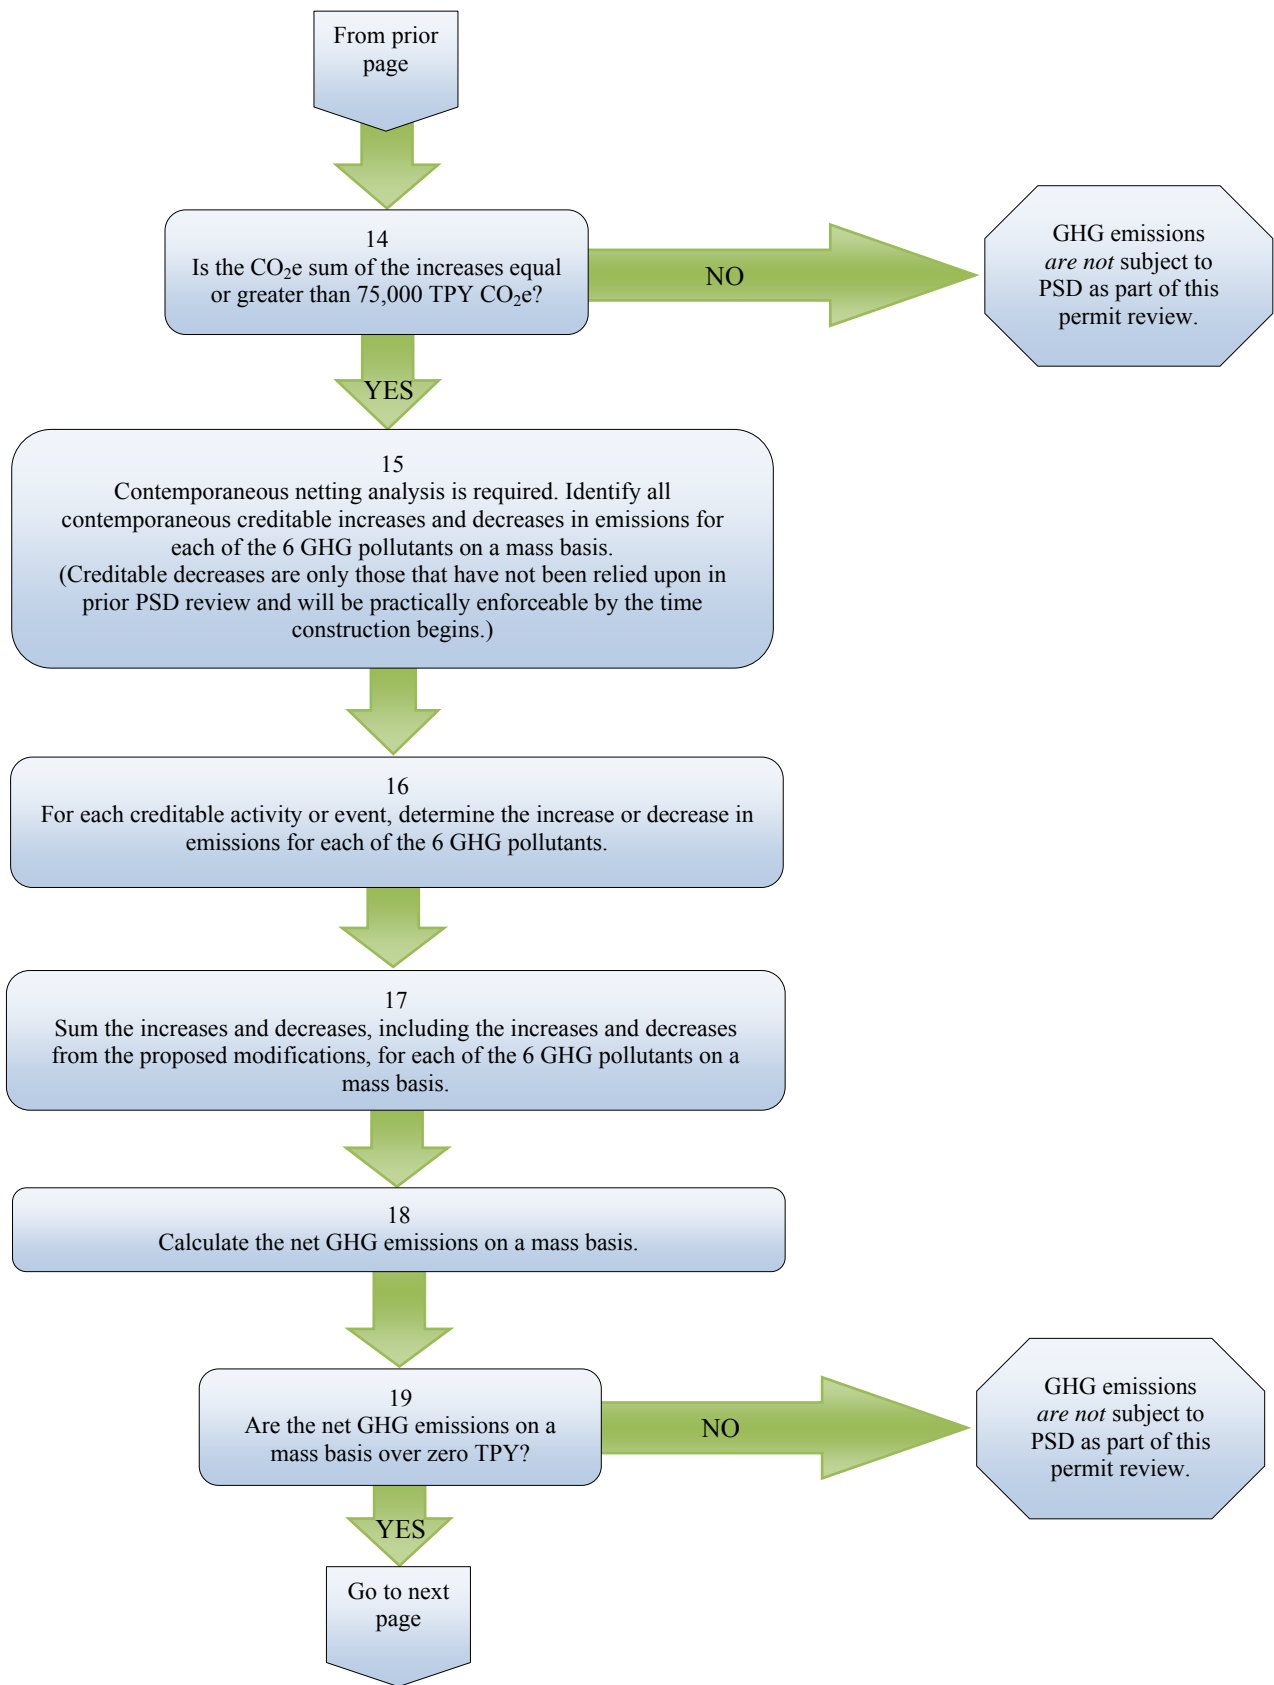 From prior
page
14
Is the CO₂e sum of the increases equal
or greater than 75,000 TPY CO₂e?
NO
GHG emissions
are not subject to
PSD as part of this
permit review.
YES
15
Contemporaneous netting analysis is required. Identify all
contemporaneous creditable increases and decreases in emissions for
each of the 6 GHG pollutants on a mass basis.
(Creditable decreases are only those that have not been relied upon in
prior PSD review and will be practically enforceable by the time
construction begins.)
16
For each creditable activity or event, determine the increase or decrease in
emissions for each of the 6 GHG pollutants.
17
Sum the increases and decreases, including the increases and decreases
from the proposed modifications, for each of the 6 GHG pollutants on a
mass basis.
18
Calculate the net GHG emissions on a mass basis.
19
Are the net GHG emissions on a
mass basis over zero TPY?
NO
GHG emissions
are not subject to
PSD as part of this
permit review.
YES
Go to next
page